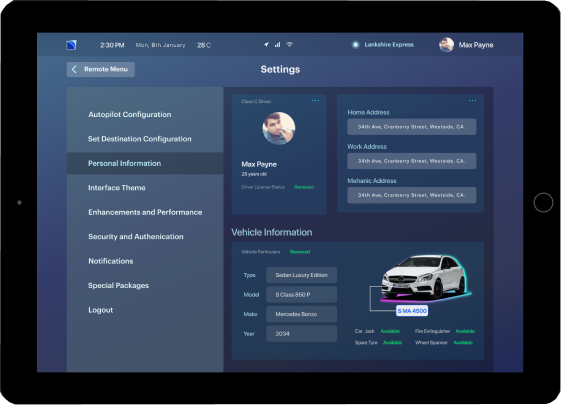 2:30 PM Mon, 6th January 28 C Lankshire Express Max Payne
Remote Menu
Settings
Autopilot Configuration
Set Destination Configuration
Personal Information
Interface Theme
Enhancements and Performance
Security and Authenication
Notifications
Special Packages
Logout
Class C Driver
Max Payne
28 years old
Driver License Status Renewed
Home Address
34th Ave, Cranberry Street, Westside, CA.
Work Address
34th Ave, Cranberry Street, Westside, CA.
Mehanic Address
34th Ave, Cranberry Street, Westside, CA.
Vehicle Information
Vehicle Particulars Renewed
Type Sedan Luxury Edition
Model S Class 850 P
Make Mercedes Benzo
Year 2034
S MA 4500
Car Jack Available Fire Extinguisher Available
Spare Tyre Available Wheel Spanner Available